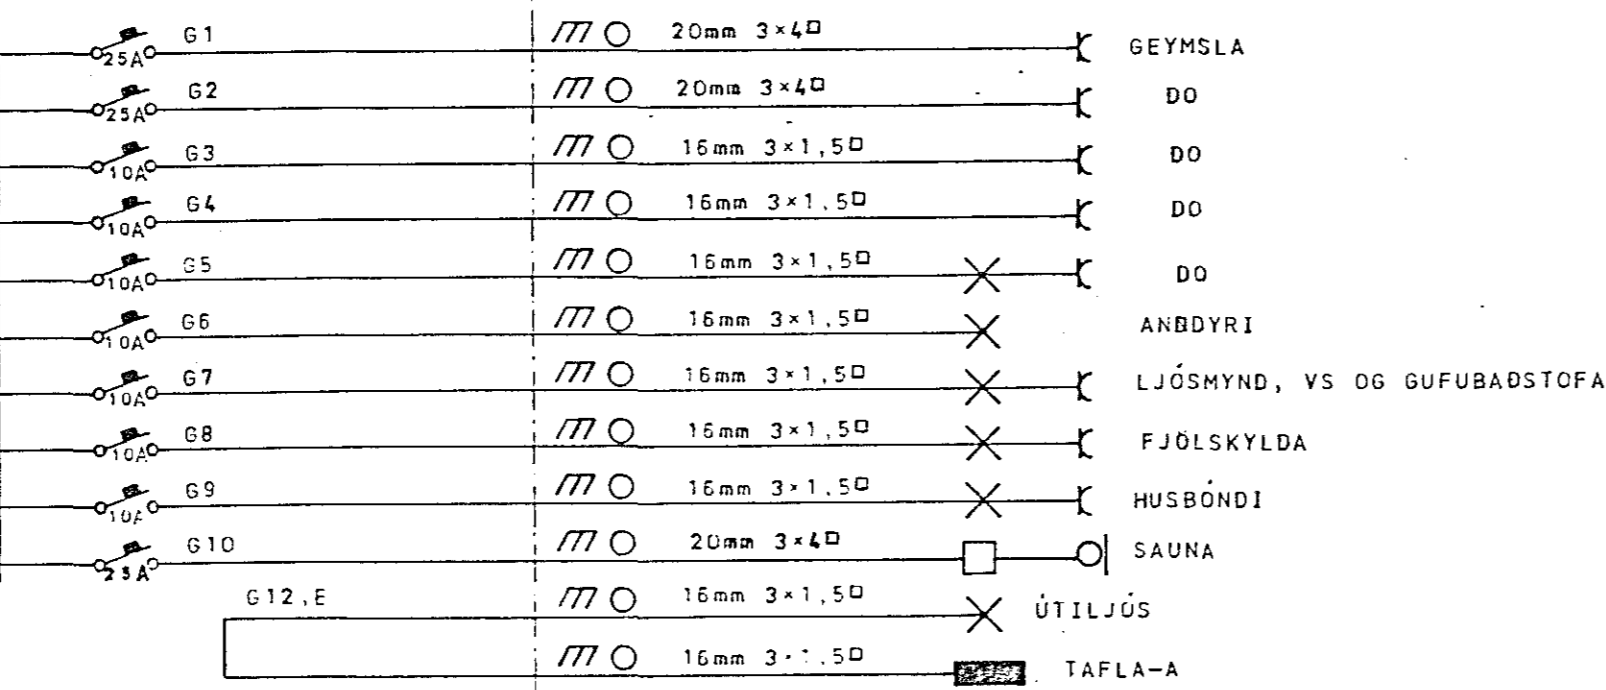 G1 20mm 3×4□ GEYMSLA
25A
G2 20mm 3×4□ DO
25A
G3 16mm 3×1,5□ DO
10A
G4 16mm 3×1,5□ DO
10A
G5 16mm 3×1,5□ DO
10A
G6 16mm 3×1,5□ ANDDYRI
10A
G7 16mm 3×1,5□ LJÓSMYND, VS OG GUFUBAÐSTOFA
10A
G8 16mm 3×1,5□ FJÖLSKYLDA
10A
G9 16mm 3×1,5□ HUSBÓNDI
10A
G10 20mm 3×4□ SAUNA
25A
G12,E 16mm 3×1,5□ ÚTILJÓS
16mm 3×1,5□ TAFLA-A